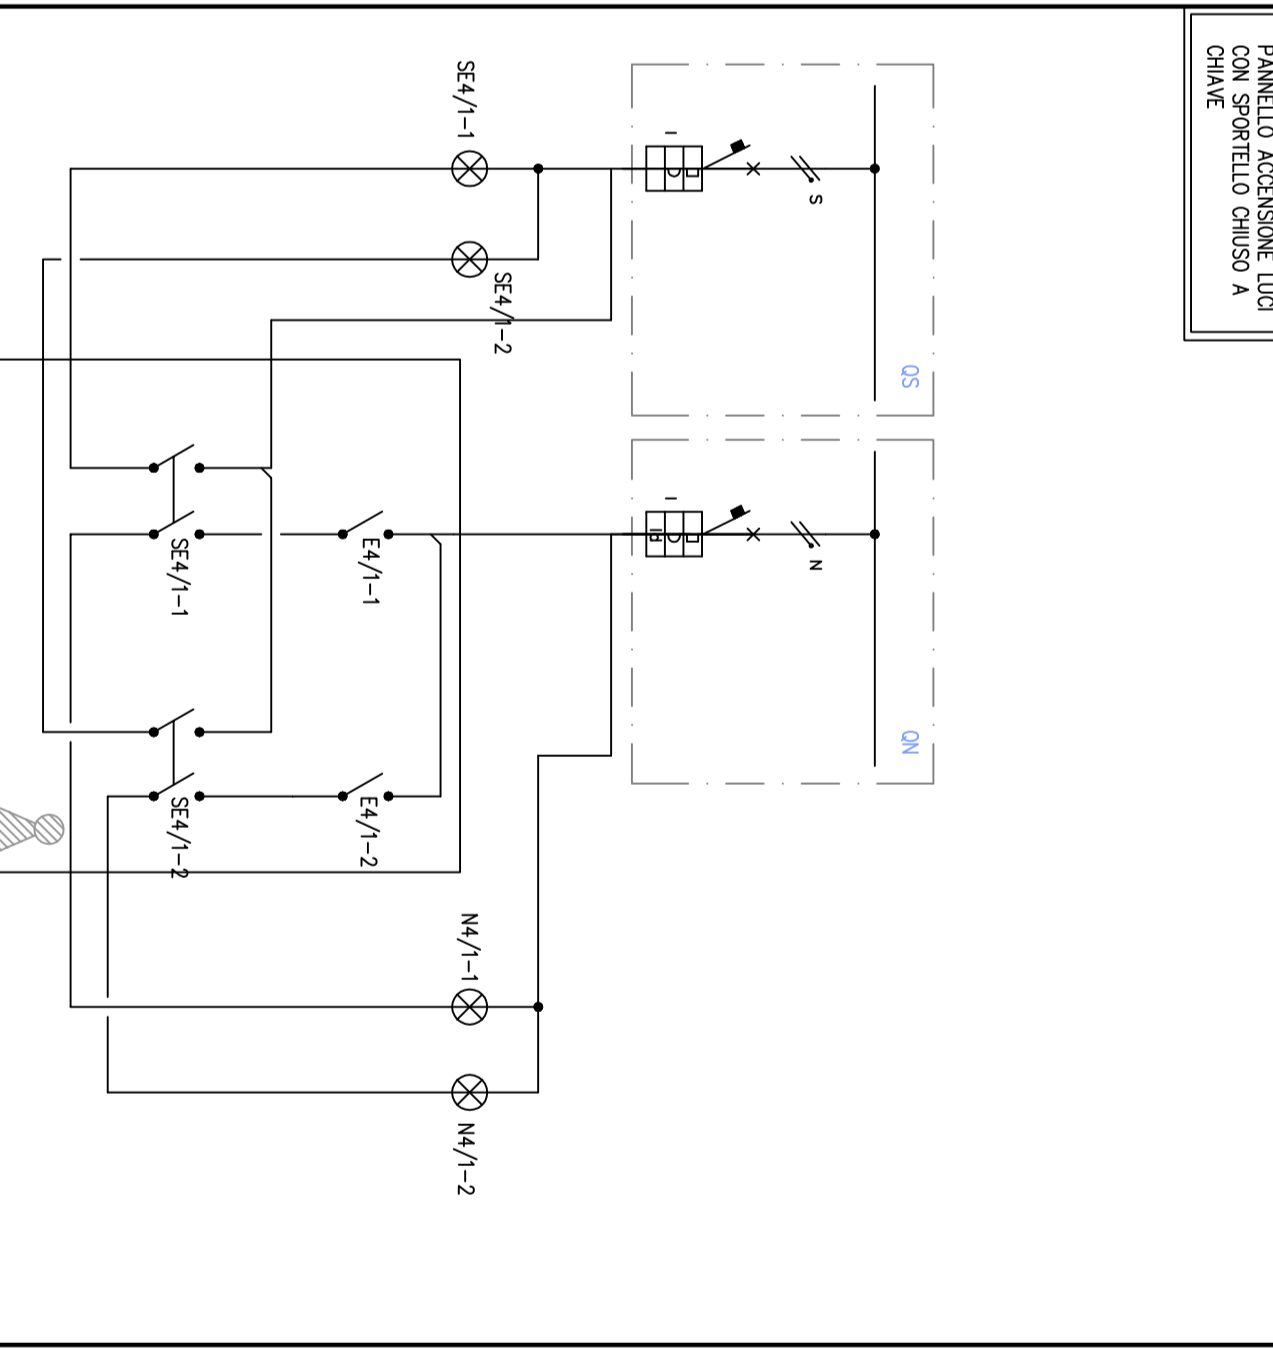 PANNELLO ACCENSIONE LUCI
CON SPORTELLO CHIUSO A
CHIAVE
QS
QN
S
N
I
I
Id
SE4/1-1
SE4/1-2
N4/1-1
N4/1-2
E4/1-1
E4/1-2
SE4/1-1
SE4/1-2